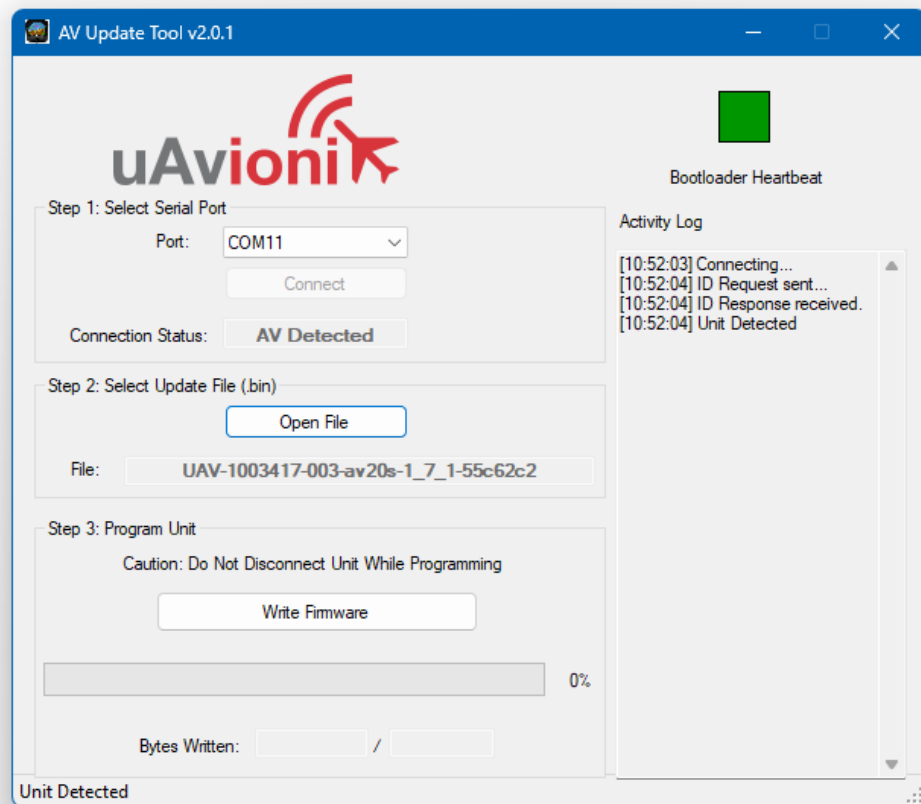 AV Update Tool v2.0.1
uAvioni
Bootloader Heartbeat
Step 1: Select Serial Port
Port: COM11
Connect
Connection Status: AV Detected
Activity Log
[10:52:03] Connecting...
[10:52:04] ID Request sent...
[10:52:04] ID Response received.
[10:52:04] Unit Detected
Step 2: Select Update File (.bin)
Open File
File: UAV-1003417-003-av20s-1_7_1-55c62c2
Step 3: Program Unit
Caution: Do Not Disconnect Unit While Programming
Write Firmware
0%
Bytes Written: /
Unit Detected